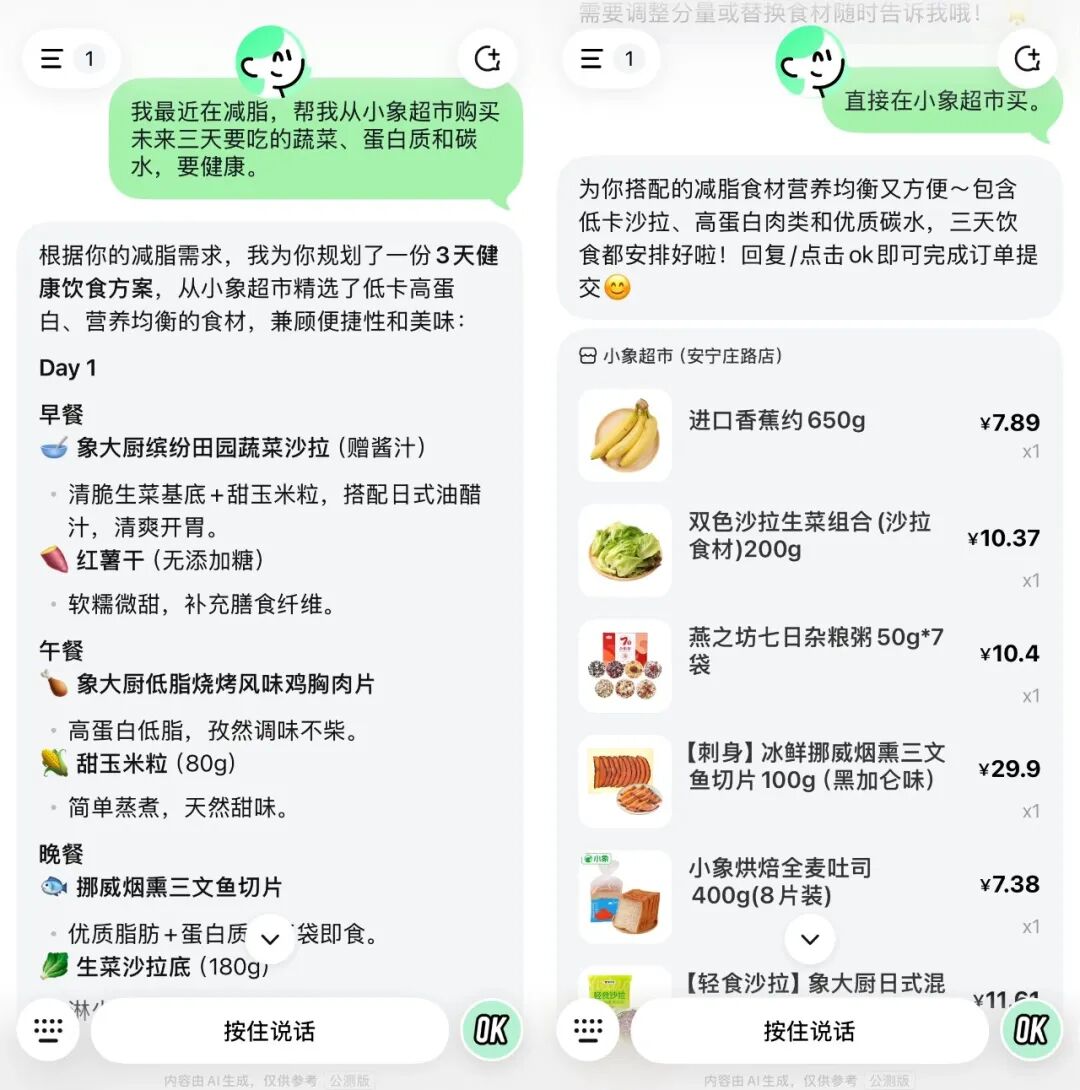 1
我最近在减脂，帮我从小象超市购买
未来三天要吃的蔬菜、蛋白质和碳
水，要健康。
根据你的减脂需求，我为你规划了一份3天健
康饮食方案，从小象超市精选了低卡高蛋
白、营养均衡的食材，兼顾便捷性和美味：
Day 1
早餐
象大厨缤纷田园蔬菜沙拉（赠酱汁）
清脆生菜基底+甜玉米粒，搭配日式油醋
汁，清爽开胃。
红薯干（无添加糖）
软糯微甜，补充膳食纤维。
午餐
象大厨低脂烧烤风味鸡胸肉片
高蛋白低脂，孜然调味不柴。
甜玉米粒（80g）
简单蒸煮，天然甜味。
晚餐
挪威烟熏三文鱼切片
优质脂肪+蛋白质 袋即食。
生菜沙拉底（180g）
淋
按住说话
OK
内容由AI生成，仅供参考 公测版
需要调整分量或替换食材随时告诉我哦！
1
直接在小象超市买。
为你搭配的减脂食材营养均衡又方便～包含
低卡沙拉、高蛋白肉类和优质碳水，三天饮
食都安排好啦！回复/点击ok即可完成订单提
交
小象超市（安宁庄路店）
进口香蕉约650g
¥7.89
x1
双色沙拉生菜组合(沙拉
食材)200g
¥10.37
x1
燕之坊七日杂粮粥50g*7
袋
¥10.4
x1
【刺身】冰鲜挪威烟熏三文
鱼切片100g（黑加仑味）
¥29.9
x1
小象
小象烘焙全麦吐司
400g(8片装)
¥7.38
x1
轻食沙拉
【轻食沙拉】象大厨日式混
¥11.61
按住说话
OK
内容由AI生成，仅供参考 公测版